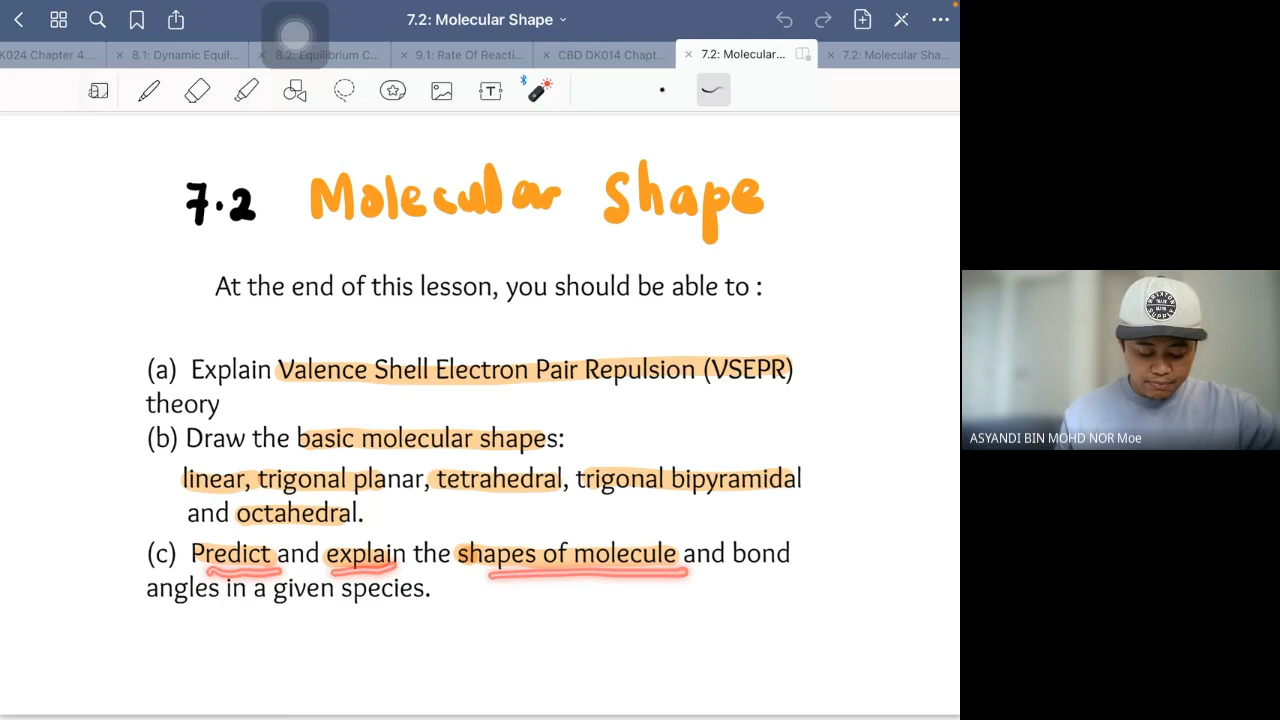 7.2: Molecular Shape
K024 Chapter 4....
8.1: Dynamic Equil...
8.2: Equilibrium C...
9.1: Rate Of Reacti...
CBD DK014 Chapt...
7.2: Molecular...
7.2: Molecular Sha...
T
7.2 Molecular Shape
At the end of this lesson, you should be able to :
(a) Explain Valence Shell Electron Pair Repulsion (VSEPR)
theory
(b) Draw the basic molecular shapes:
linear, trigonal planar, tetrahedral, trigonal bipyramidal
and octahedral.
(c) Predict and explain the shapes of molecule and bond
angles in a given species.
BRIXTON
SUPPLY
ASYANDI BIN MOHD NOR Moe